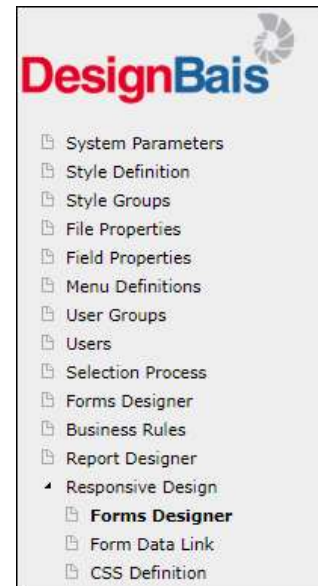 DesignBais
System Parameters
Style Definition
Style Groups
File Properties
Field Properties
Menu Definitions
User Groups
Users
Selection Process
Forms Designer
Business Rules
Report Designer
Responsive Design
Forms Designer
Form Data Link
CSS Definition